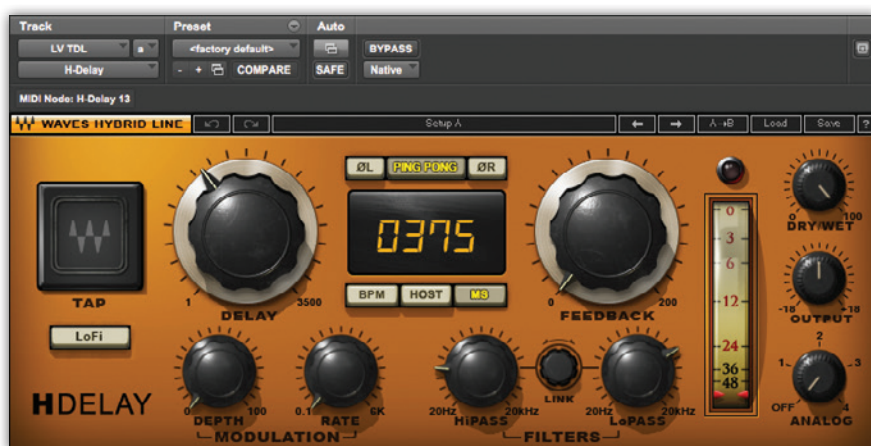 Track Preset Auto
LV TDL a <factory default> BYPASS
H-Delay - + COMPARE SAFE Native
MIDI Node: H-Delay 13
WAVES HYBRID LINE Setup A A→B Load Save ?
ØL PING PONG ØR
0375
TAP
1 3500
DELAY
BPM HOST MS
0 200
FEEDBACK
LoFi
0 100
DEPTH
0.1 6K
RATE
MODULATION
20Hz 20kHz
HiPASS
LINK
20Hz 20kHz
LoPASS
FILTERS
0
3
6
12
24
36
48
0 100
DRY/WET
-18 +18
OUTPUT
2
1 3
OFF 4
ANALOG
HDELAY